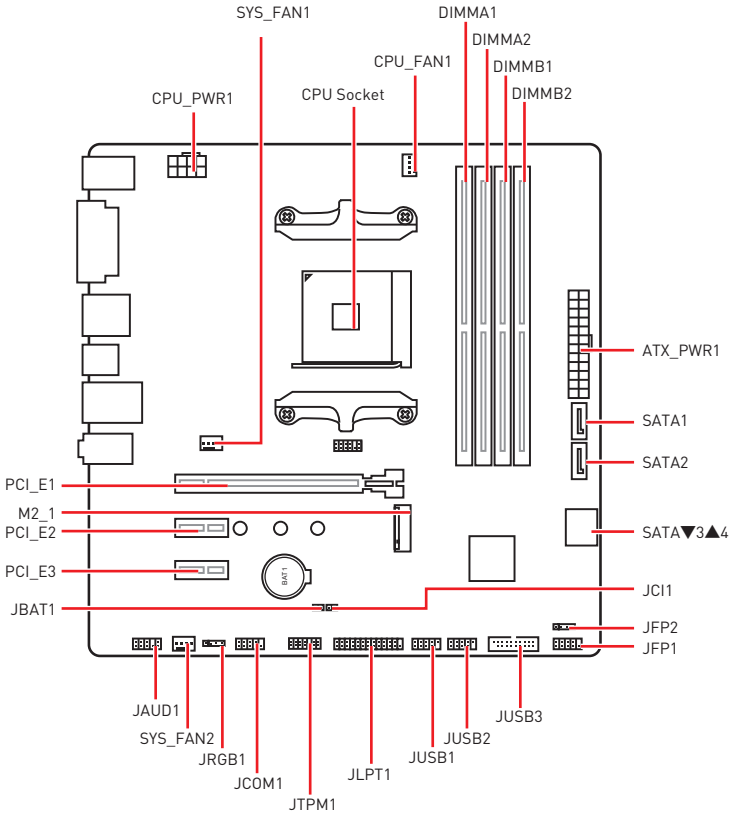 SYS_FAN1
DIMMA1
DIMMA2
CPU_FAN1
DIMMB1
CPU_PWR1
CPU Socket
DIMMB2
ATX_PWR1
SATA1
SATA2
PCI_E1
M2_1
PCI_E2
SATA▼3▲4
PCI_E3
BAT1
JCI1
JBAT1
JFP2
JFP1
JAUD1
JUSB3
SYS_FAN2
JUSB2
JRGB1
JUSB1
JCOM1
JLPT1
JTPM1